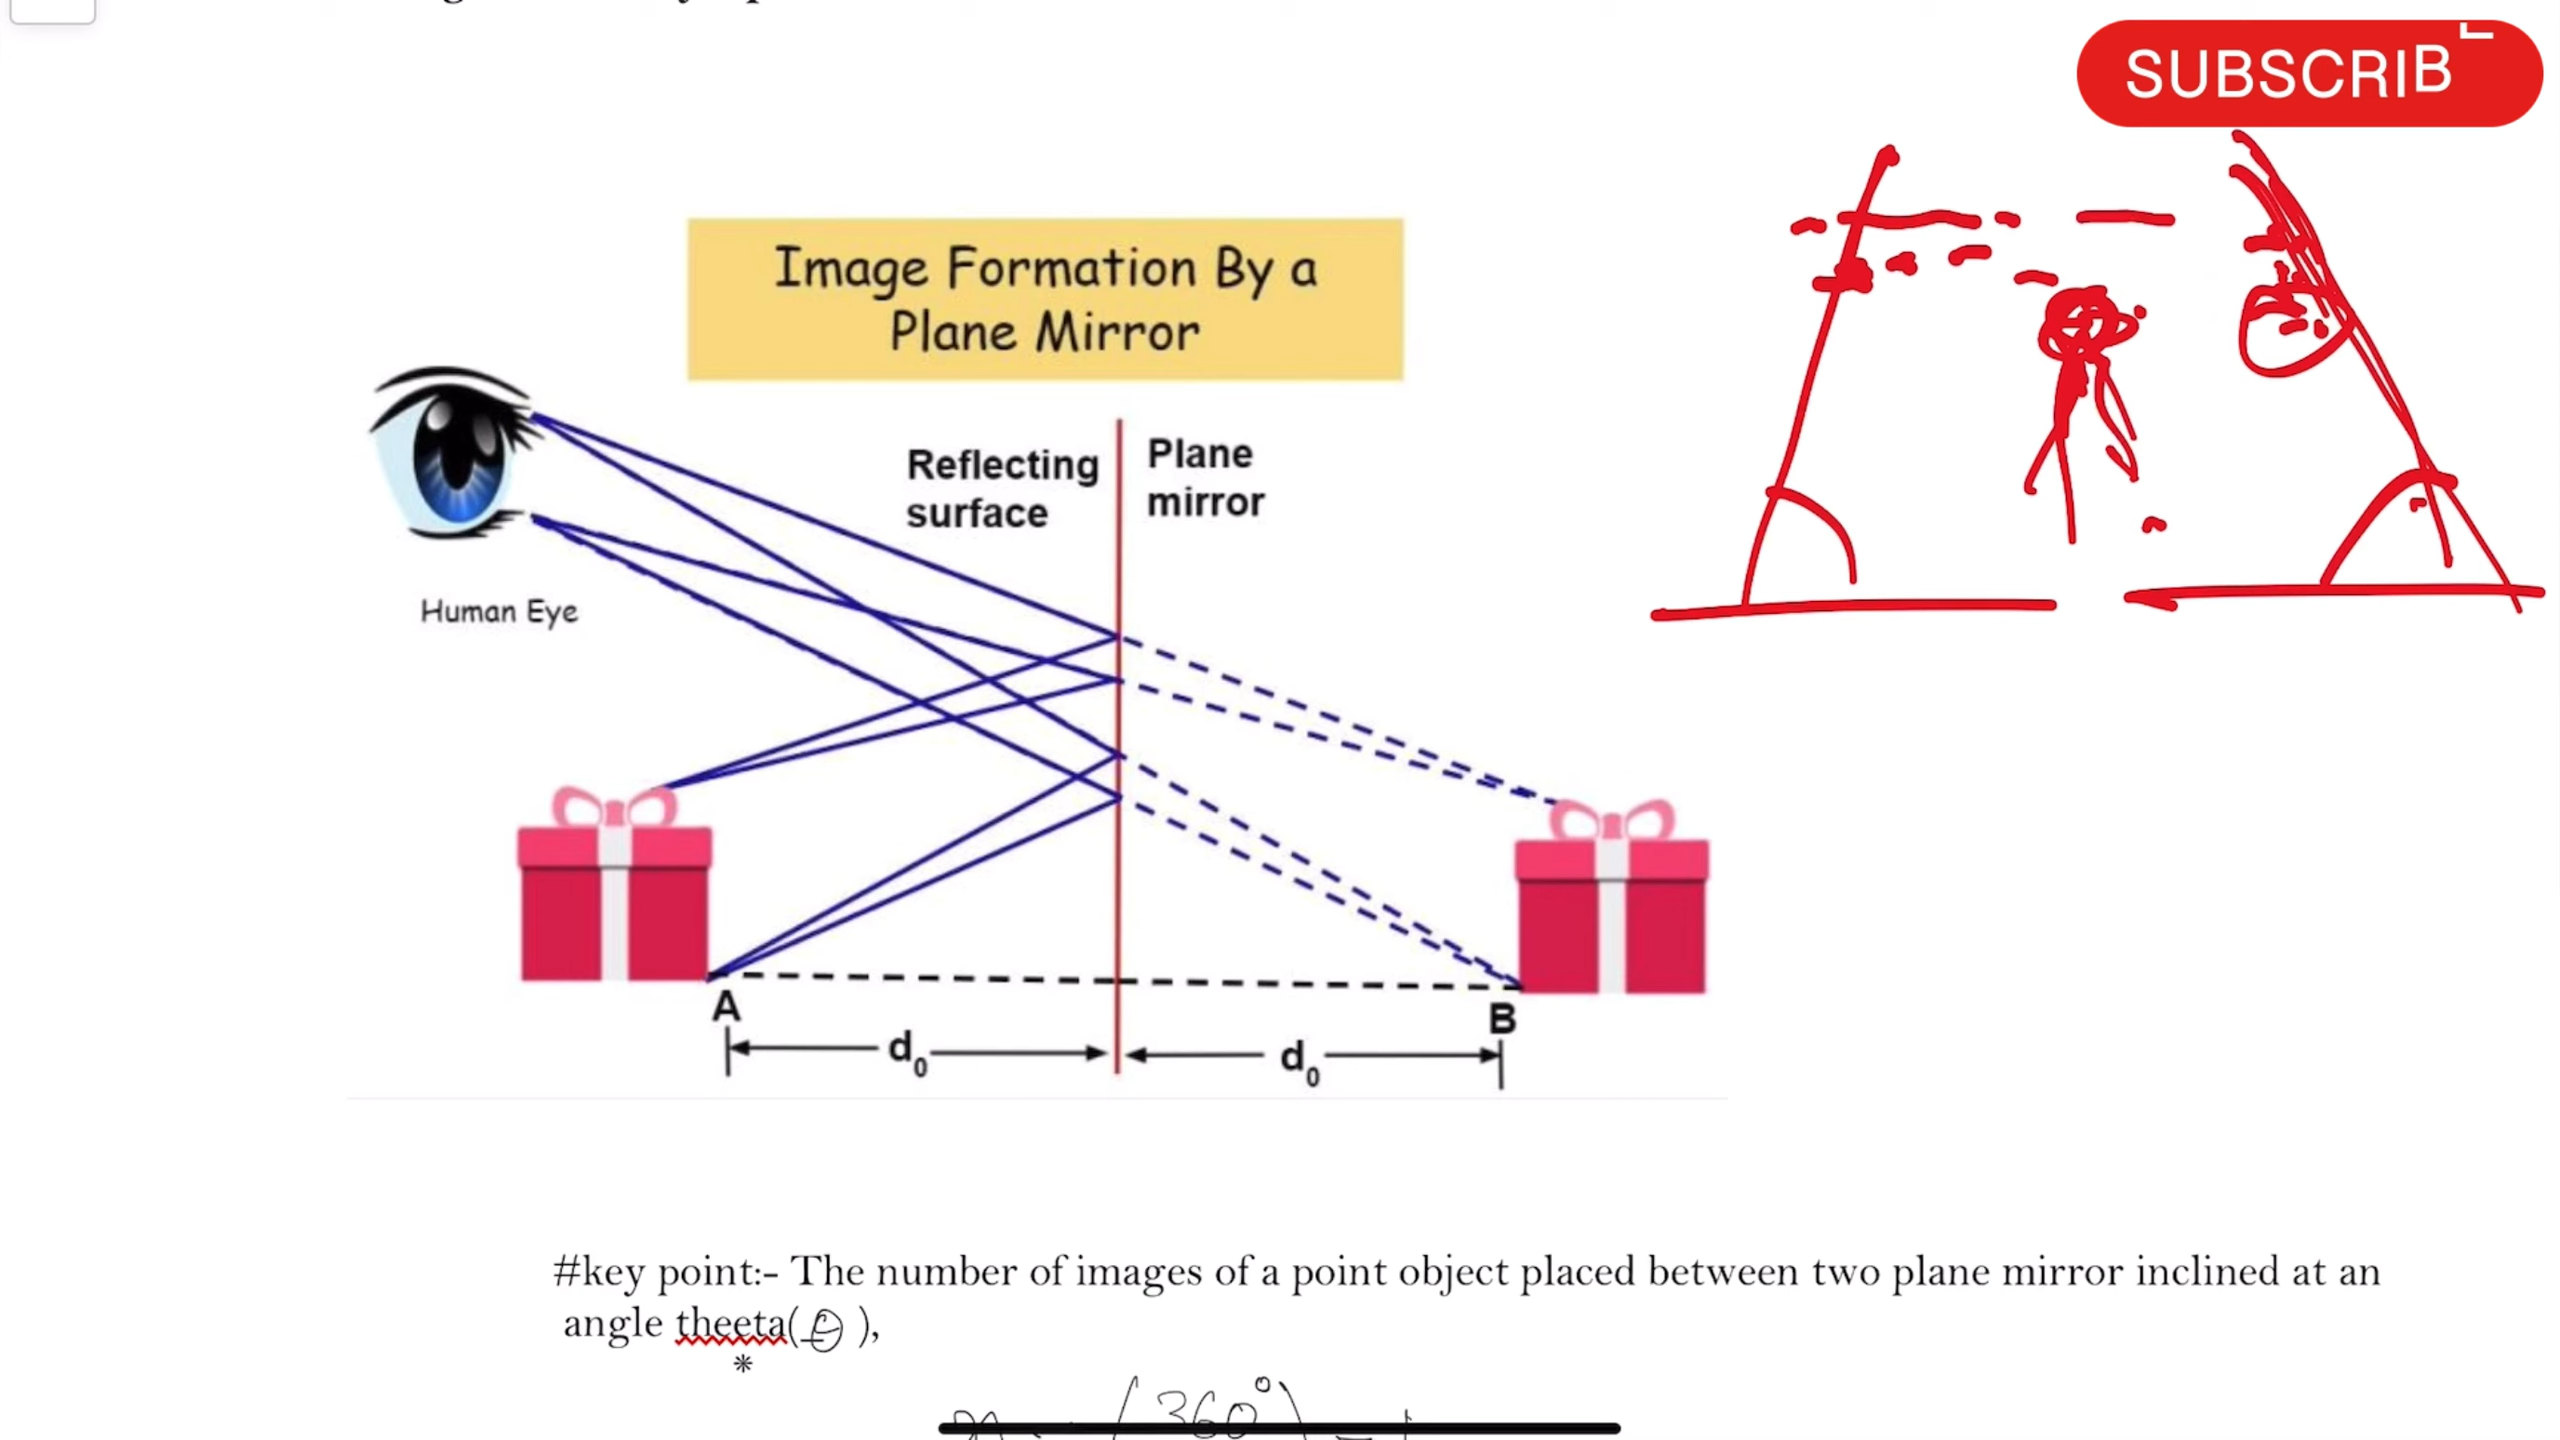 SUBSCRIB
Image Formation By a
Plane Mirror
Reflecting
surface
Plane
mirror
Human Eye
A
B
d₀
d₀
#key point:- The number of images of a point object placed between two plane mirror inclined at an
angle theeta( ),
*
(360°)